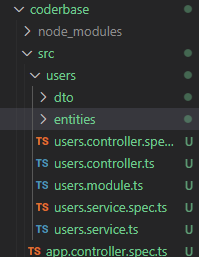 coderbase
node_modules
src
users
dto
entities
TS users.controller.spe... U
TS users.controller.ts U
TS users.module.ts U
TS users.service.spec.ts U
TS users.service.ts U
TS app.controller.spec.ts U